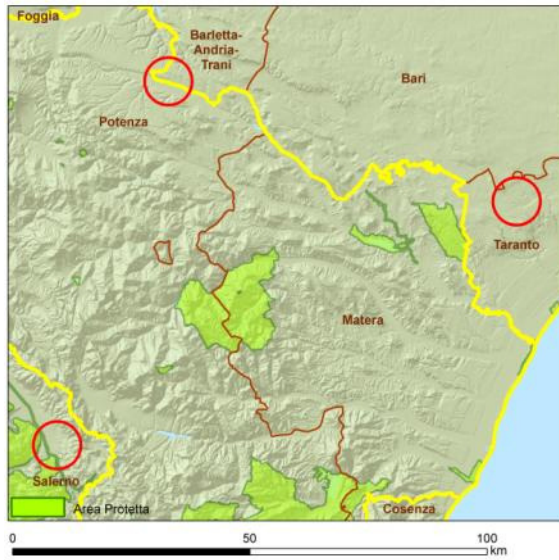 Foggia
Barletta-
Andria-
Trani
Bari
Potenza
Taranto
Matera
Salerno
Area Protetta
Cosenza
0 50 100
km